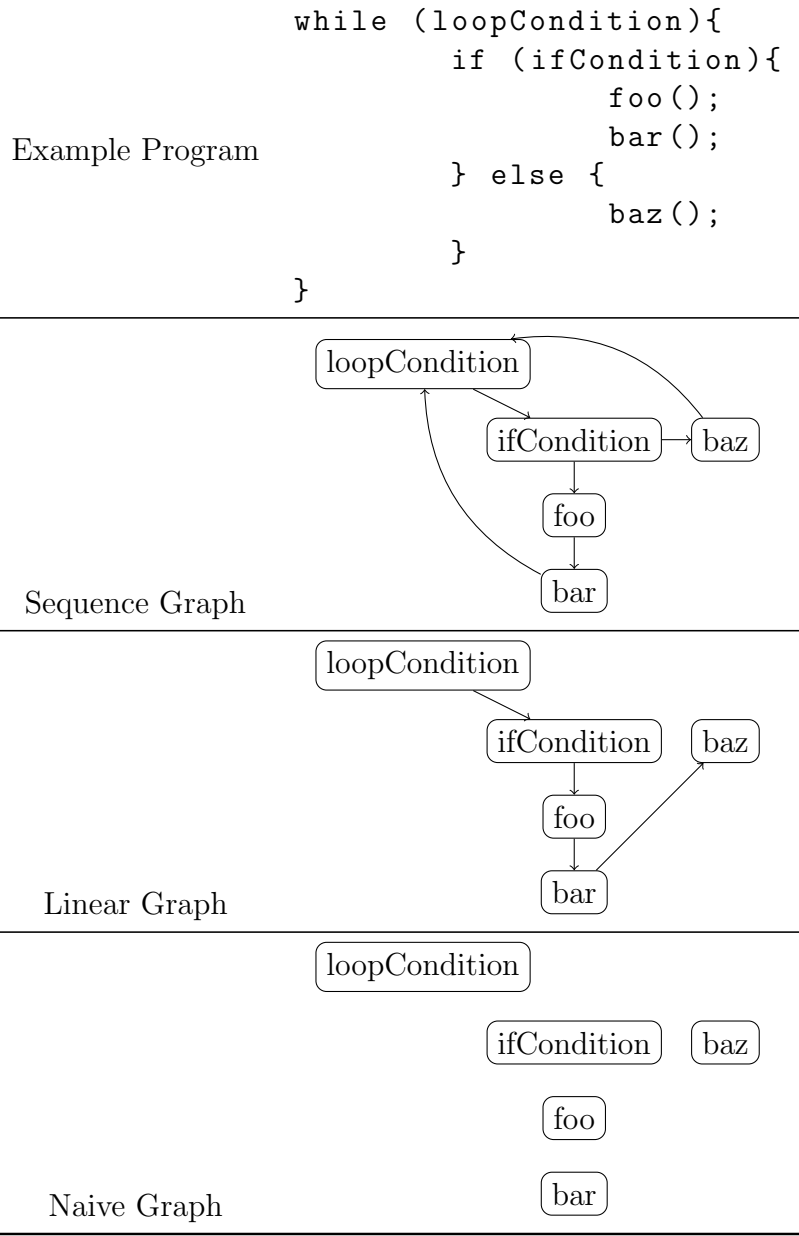 while (loopCondition){
if (ifCondition){
foo();
bar();
Example Program
} else {
baz();
}
}
loopCondition
ifCondition baz
foo
bar
Sequence Graph
loopCondition
ifCondition baz
foo
bar
Linear Graph
loopCondition
ifCondition baz
foo
bar
Naive Graph